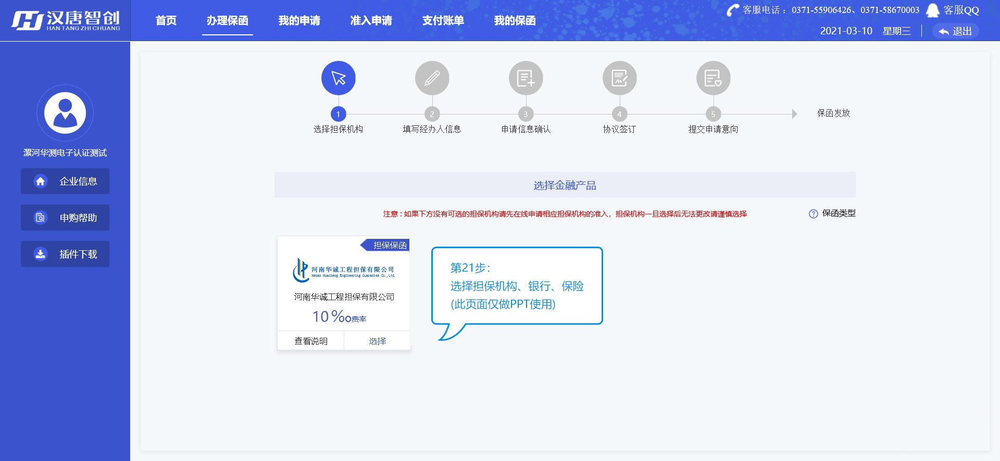 汉唐智创
HANTANGZHICHUANG
首页 办理保函 我的申请 准入申请 支付账单 我的保函
客服电话：0371-55906426、0371-58670003 客服QQ
2021-03-10 星期三 退出
漯河华测电子认证测试
企业信息
申购帮助
插件下载
1 2 3 4 5 保函发放
选择担保机构 填写经办人信息 申请信息确认 协议签订 提交申请意向
选择金融产品
注意：如果下方没有可选的担保机构请先在线申请相应担保机构的准入，担保机构一旦选择后无法更改请谨慎选择
保函类型
担保保函
河南华诚工程担保有限公司
Henan Huacheng Engineering Guarantee Co.,Ltd.
河南华诚工程担保有限公司
10‰费率
查看说明 选择
第21步：
选择担保机构、银行、保险
(此页面仅做PPT使用)